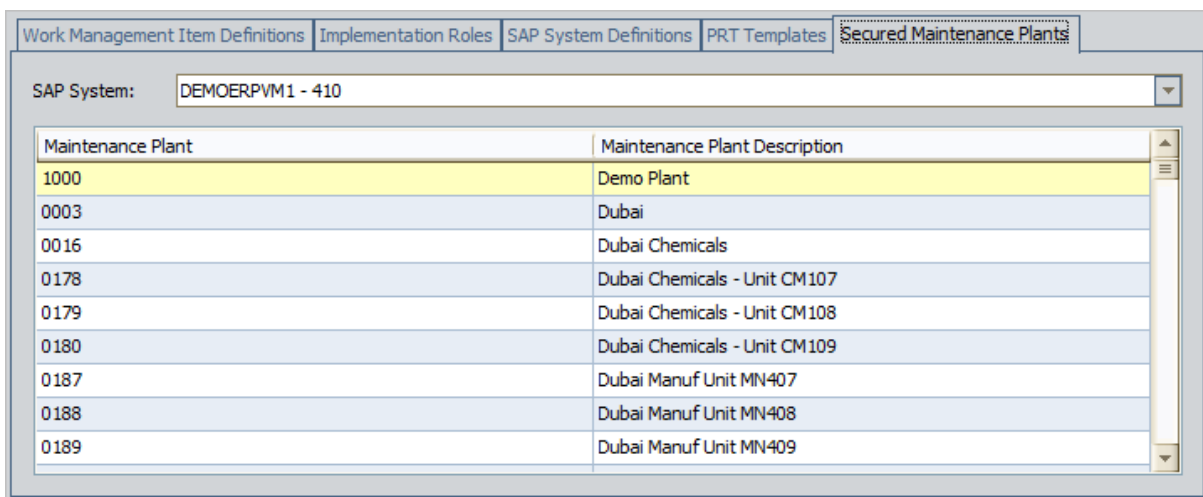 Work Management Item Definitions Implementation Roles SAP System Definitions PRT Templates Secured Maintenance Plants
SAP System: DEMOERPVM1 - 410
Maintenance Plant Maintenance Plant Description
1000 Demo Plant
0003 Dubai
0016 Dubai Chemicals
0178 Dubai Chemicals - Unit CM107
0179 Dubai Chemicals - Unit CM108
0180 Dubai Chemicals - Unit CM109
0187 Dubai Manuf Unit MN407
0188 Dubai Manuf Unit MN408
0189 Dubai Manuf Unit MN409